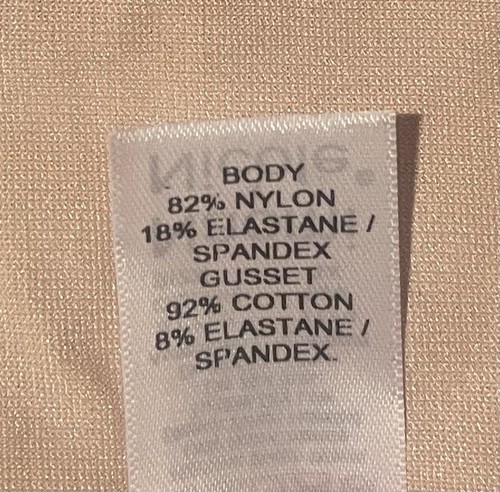 BODY
82% NYLON
18% ELASTANE /
SPANDEX
GUSSET
92% COTTON
8% ELASTANE /
SPANDEX.